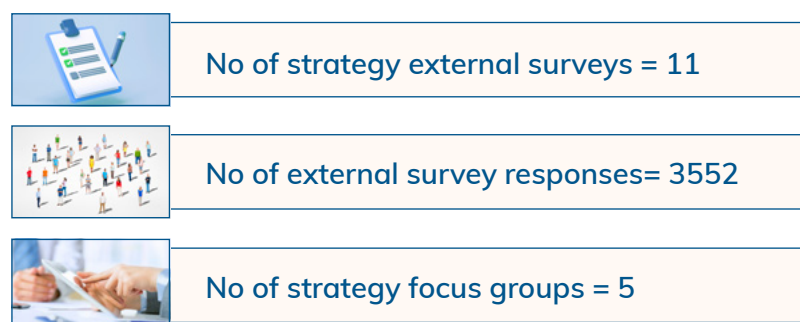 No of strategy external surveys = 11
No of external survey responses= 3552
No of strategy focus groups = 5